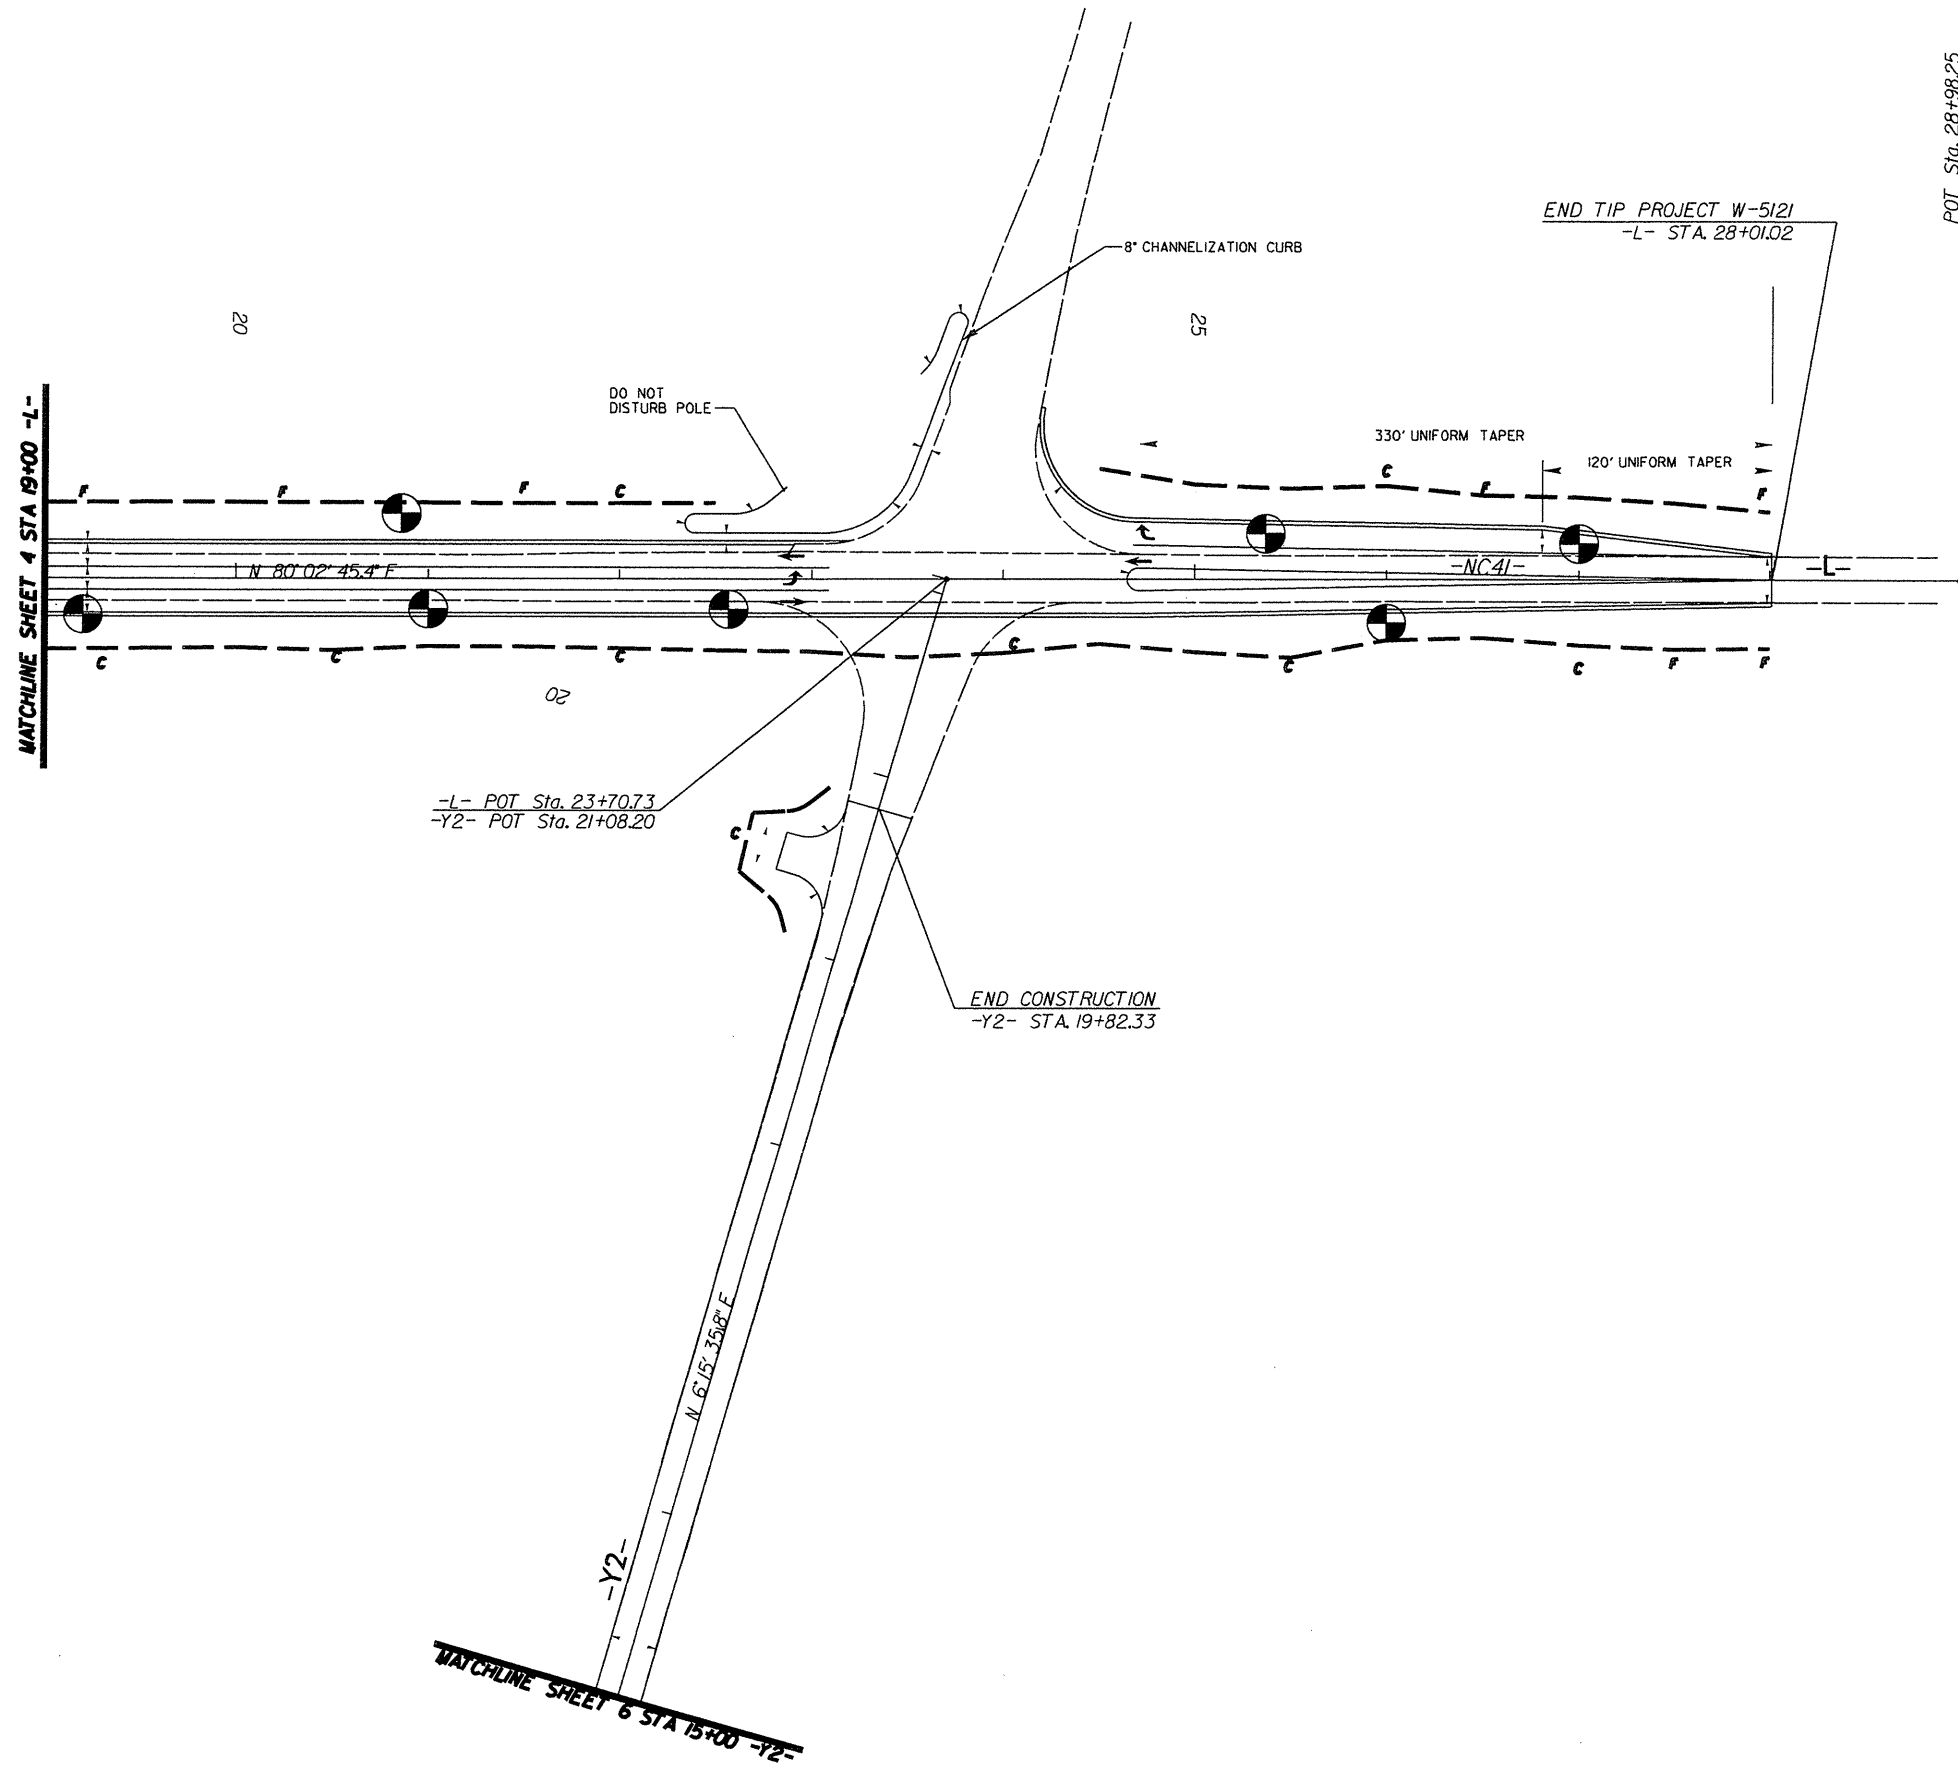 POT Sta. 28+98.25
END TIP PROJECT W-5121
-L- STA. 28+01.02
8" CHANNELIZATION CURB
20
25
DO NOT
DISTURB POLE
330' UNIFORM TAPER
120' UNIFORM TAPER
MATCHLINE SHEET 4 STA 19+00 -L-
F
F
F
C
C
F
F
N 80° 02' 45.4" E
-NC41-
-L-
C
C
C
C
C
C
F
F
20
-L- POT Sta. 23+70.73
-Y2- POT Sta. 21+08.20
C
END CONSTRUCTION
-Y2- STA. 19+82.33
N 6° 15' 35.8" E
-Y2-
MATCHLINE SHEET 6 STA 15+00 -Y2-